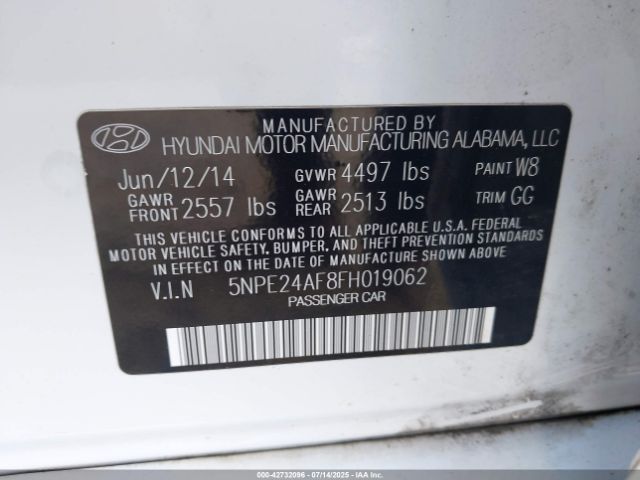 MANUFACTURED BY
HYUNDAI MOTOR MANUFACTURING ALABAMA, LLC
Jun/12/14 GVWR 4497 lbs PAINT W8
GAWR FRONT 2557 lbs GAWR REAR 2513 lbs TRIM GG
THIS VEHICLE CONFORMS TO ALL APPLICABLE U.S.A. FEDERAL
MOTOR VEHICLE SAFETY, BUMPER, AND THEFT PREVENTION STANDARDS
IN EFFECT ON THE DATE OF MANUFACTURE SHOWN ABOVE.
V.I.N 5NPE24AF8FH019062
PASSENGER CAR
000-42732096 - 07/14/2025 - IAAI.COM